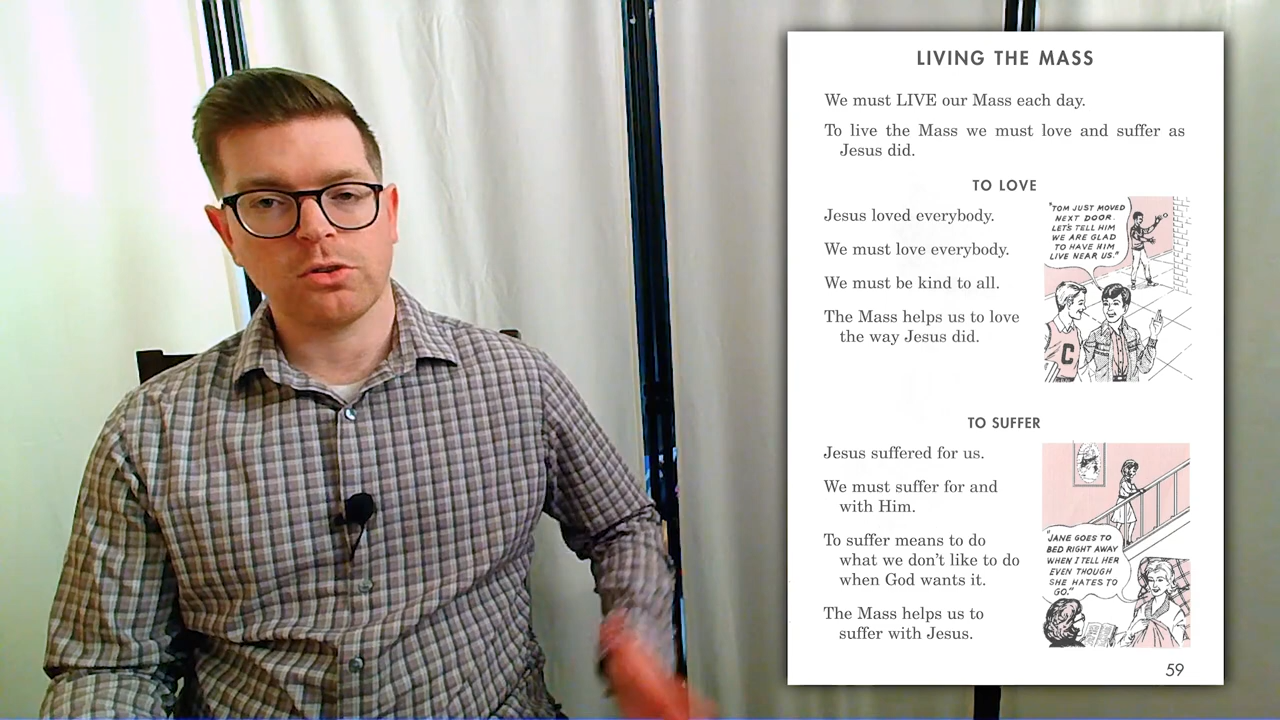 LIVING THE MASS
We must LIVE our Mass each day.
To live the Mass we must love and suffer as
Jesus did.
TO LOVE
Jesus loved everybody.
We must love everybody.
We must be kind to all.
The Mass helps us to love
the way Jesus did.
"TOM JUST MOVED
NEXT DOOR.
LET'S TELL HIM
WE ARE GLAD
TO HAVE HIM
LIVE NEAR US."
C
TO SUFFER
Jesus suffered for us.
We must suffer for and
with Him.
To suffer means to do
what we don't like to do
when God wants it.
The Mass helps us to
suffer with Jesus.
"JANE GOES TO
BED RIGHT AWAY
WHEN I TELL HER
EVEN THOUGH
SHE HATES TO
GO."
59